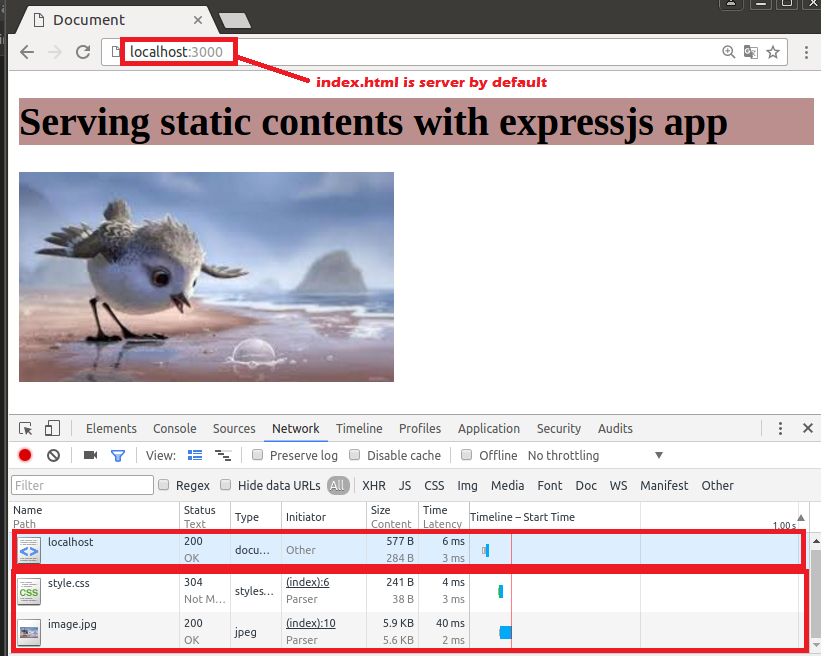 Document
localhost:3000
index.html is server by default
Serving static contents with expressjs app
Elements Console Sources Network Timeline Profiles Application Security Audits
View: Preserve log Disable cache Offline No throttling
Filter Regex Hide data URLs All XHR JS CSS Img Media Font Doc WS Manifest Other
Name Status Type Initiator Size Time Timeline – Start Time
Path Text Content Latency 1.00 s
localhost 200 docu... Other 577 B 6 ms
OK 284 B 3 ms
style.css 304 styles... (index):6 241 B 4 ms
Not M... Parser 38 B 3 ms
image.jpg 200 jpeg (index):10 5.9 KB 40 ms
OK Parser 5.6 KB 2 ms